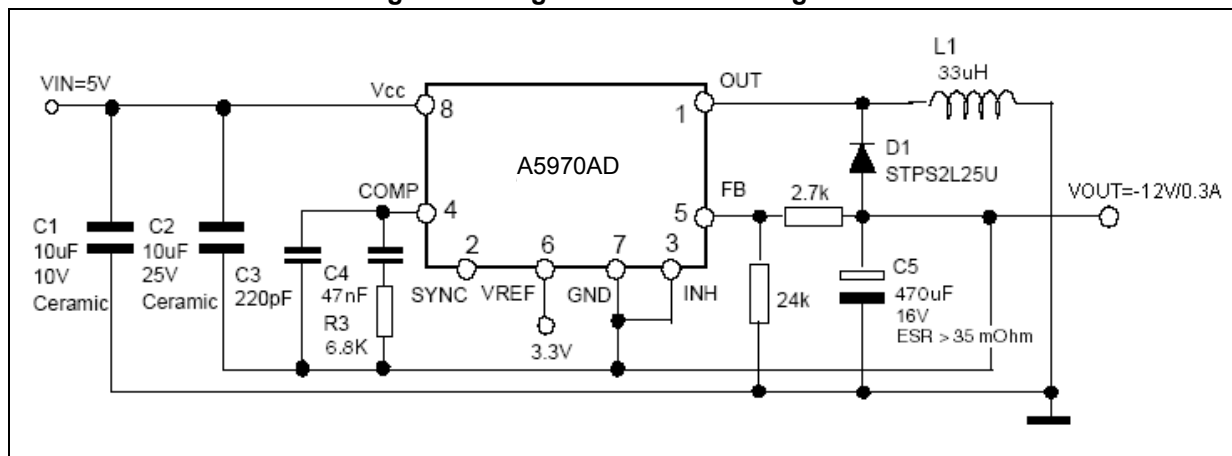 VIN=5V
Vcc
8
A5970AD
1
OUT
L1
33uH
D1
STPS2L25U
COMP
4
FB
5
2.7k
VOUT=-12V/0.3A
C1
10uF
10V
Ceramic
C2
10uF
25V
Ceramic
C3
220pF
C4
47nF
R3
6.8K
2
SYNC
6
VREF
3.3V
7
GND
3
INH
24k
C5
470uF
16V
ESR > 35 mOhm